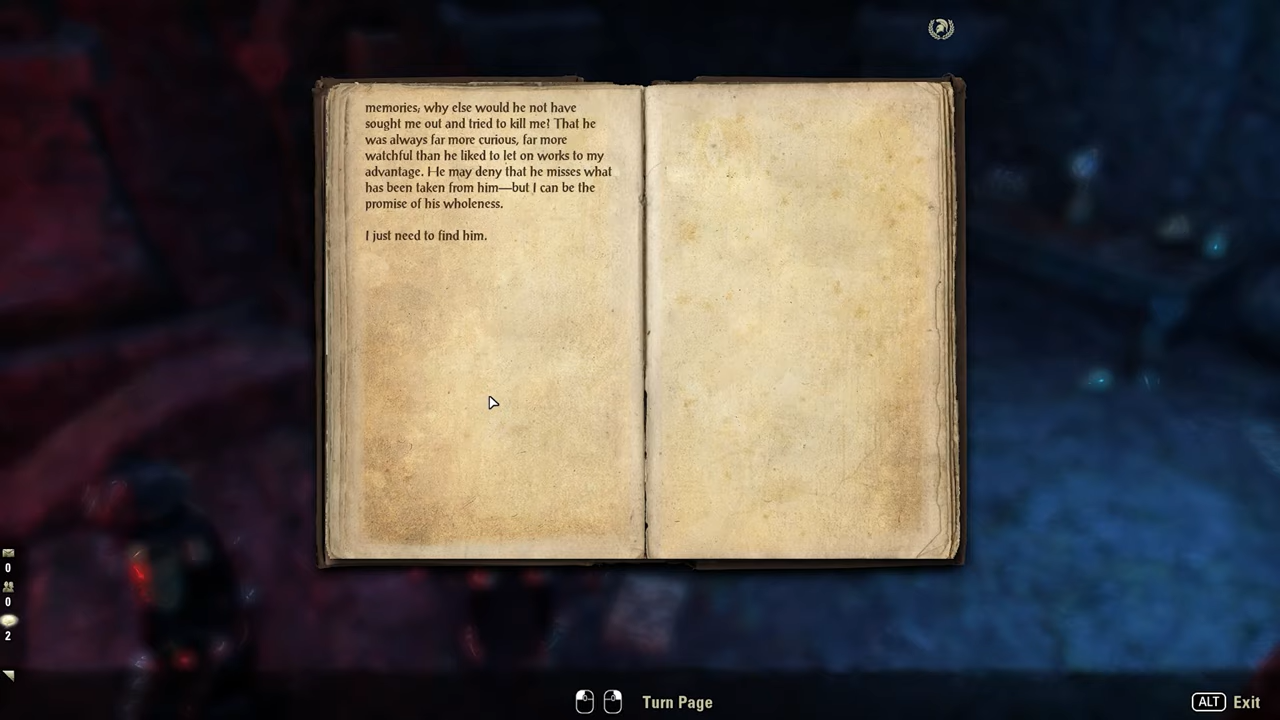 memories; why else would he not have
sought me out and tried to kill me? That he
was always far more curious, far more
watchful than he liked to let on works to my
advantage. He may deny that he misses what
has been taken from him—but I can be the
promise of his wholeness.
I just need to find him.
0
0
2
Turn Page
ALT Exit